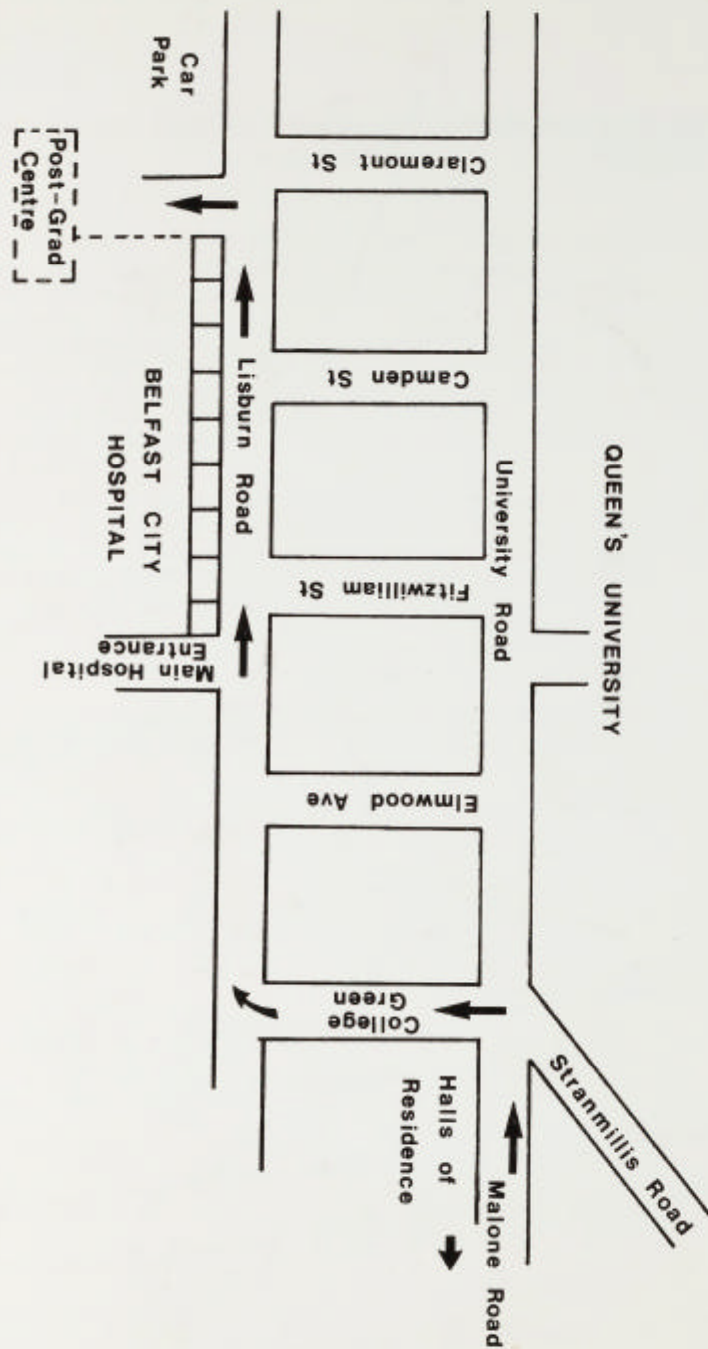 QUEEN'S UNIVERSITY
Stranmillis Road
University Road
Malone Road
Halls of
Residence
Claremont St
Camden St
Fitzwilliam St
Elmwood Ave
College
Green
Lisburn Road
BELFAST CITY
HOSPITAL
Main Hospital
Entrance
Car
Park
Post-Grad
Centre